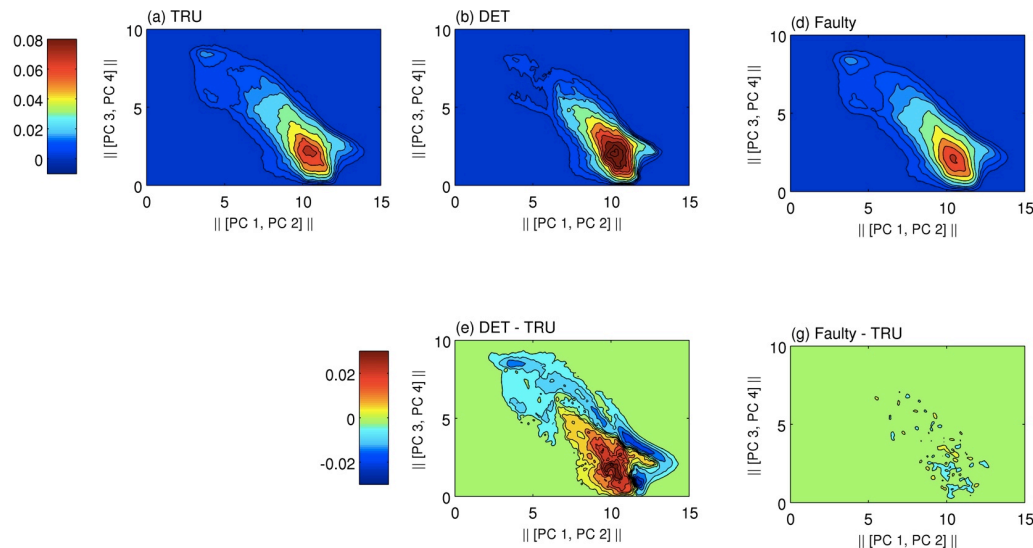 (a) TRU
(b) DET
(d) Faulty
0.08
0.06
0.04
0.02
0
10
5
0
|| [PC 3, PC 4] ||
0 5 10 15
|| [PC 1, PC 2] ||
10
5
0
|| [PC 3, PC 4] ||
0 5 10 15
|| [PC 1, PC 2] ||
10
5
0
|| [PC 3, PC 4] ||
0 5 10 15
|| [PC 1, PC 2] ||
(e) DET - TRU
(g) Faulty - TRU
0.02
0
-0.02
10
5
0
|| [PC 3, PC 4] ||
0 5 10 15
|| [PC 1, PC 2] ||
10
5
0
|| [PC 3, PC 4] ||
0 5 10 15
|| [PC 1, PC 2] ||